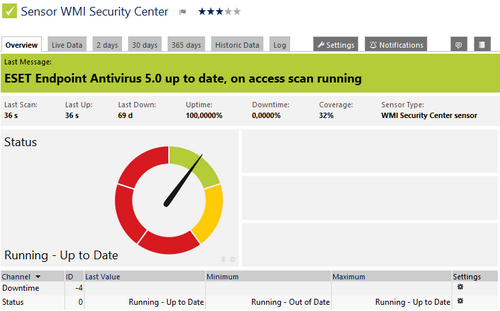 Sensor WMI Security Center
Overview Live Data 2 days 30 days 365 days Historic Data Log Settings Notifications
Last Message:
ESET Endpoint Antivirus 5.0 up to date, on access scan running
Last Scan: Last Up: Last Down: Uptime: Downtime: Coverage: Sensor Type:
36 s 36 s 69 d 100,0000% 0,0000% 32% WMI Security Center sensor
Status
Running - Up to Date
Channel ID Last Value Minimum Maximum Settings
Downtime -4
Status 0 Running - Up to Date Running - Out of Date Running - Up to Date